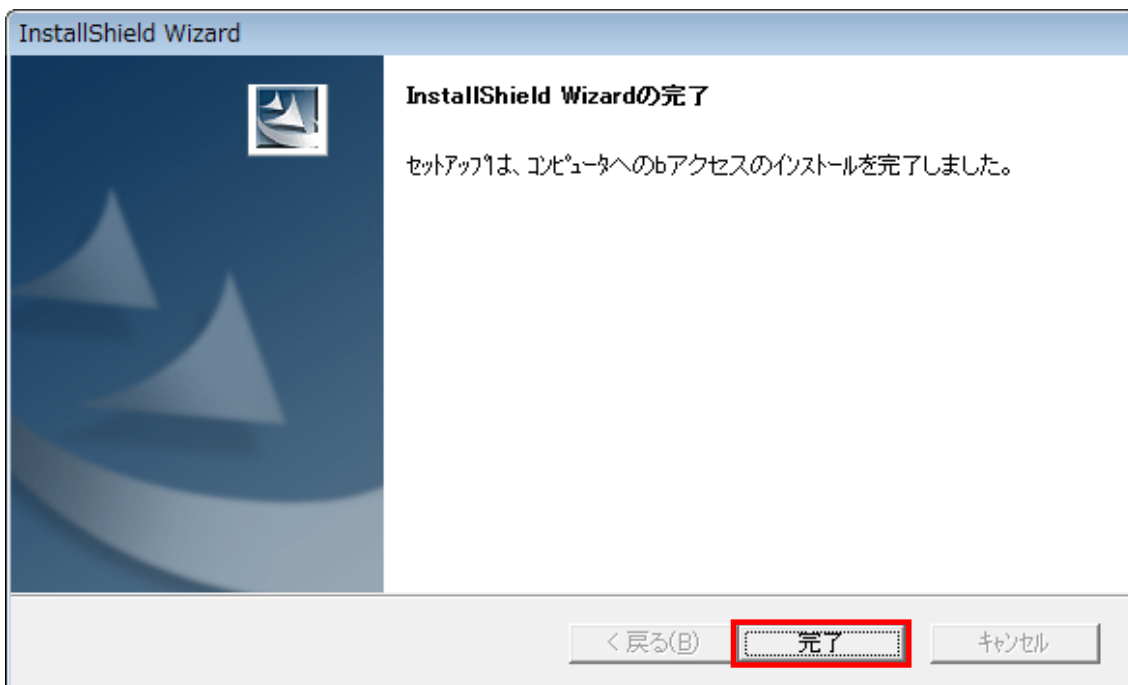 InstallShield Wizard
InstallShield Wizardの完了
セットアップは、コンピュータへのbアクセスのインストールを完了しました。
< 戻る(B)
完了
キャンセル